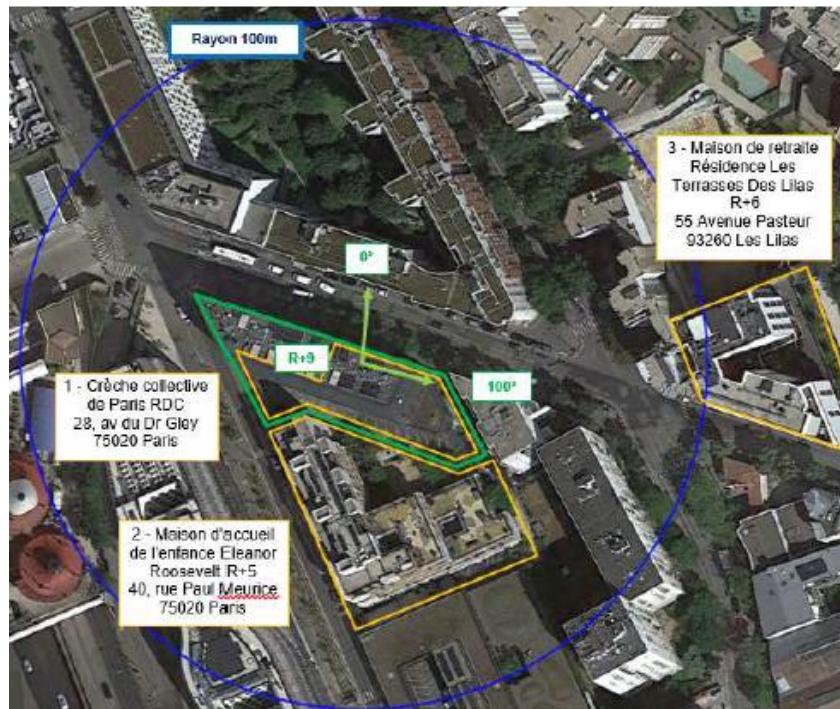 Rayon 100m
3 - Maison de retraite
Résidence Les
Terrasses Des Lilas
R+6
55 Avenue Pasteur
93260 Les Lilas
0°
R+9
100°
1 - Crèche collective
de Paris RDC
28, av du Dr Gley
75020 Paris
2 - Maison d'accueil
de l'enfance Eleanor
Roosevelt R+5
40, rue Paul Meurice
75020 Paris